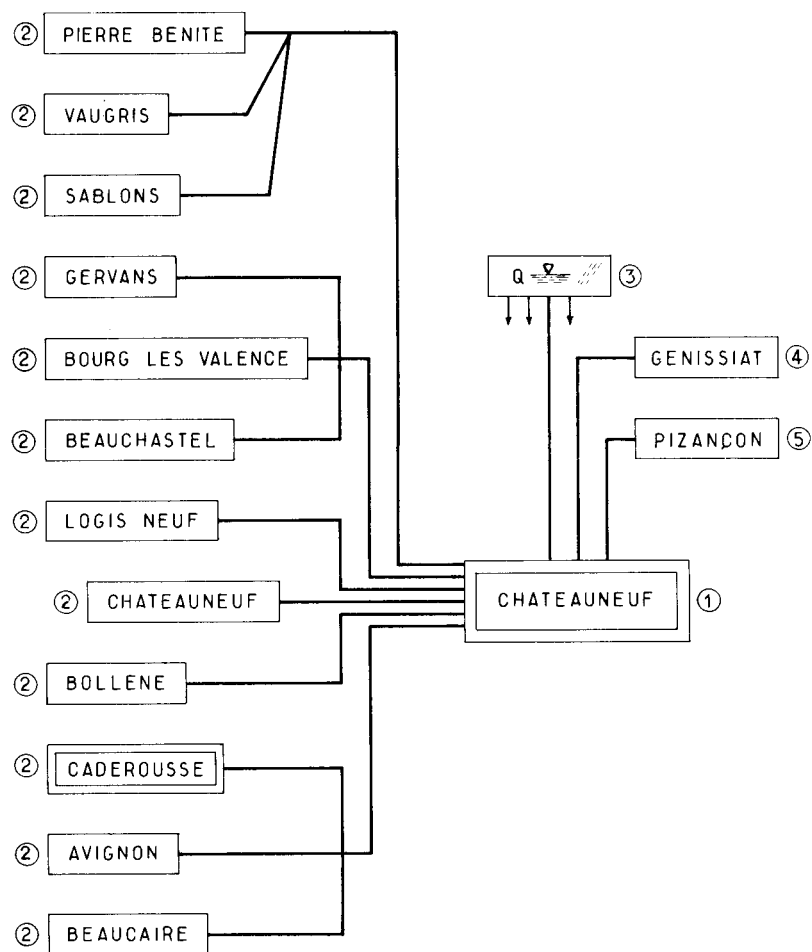 ② PIERRE BENITE
② VAUGRIS
② SABLONS
② GERVANS
Q ③
② BOURG LES VALENCE
GENISSIAT ④
② BEAUCHASTEL
PIZANÇON ⑤
② LOGIS NEUF
② CHATEAUNEUF
CHATEAUNEUF ①
② BOLLENE
② CADEROUSSE
② AVIGNON
② BEAUCAIRE